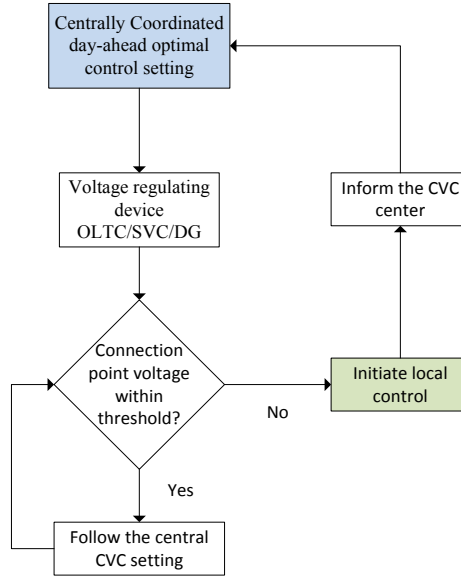 Centrally Coordinated
day-ahead optimal
control setting
Voltage regulating
device
OLTC/SVC/DG
Inform the CVC
center
Connection
point voltage
within
threshold?
No
Initiate local
control
Yes
Follow the central
CVC setting